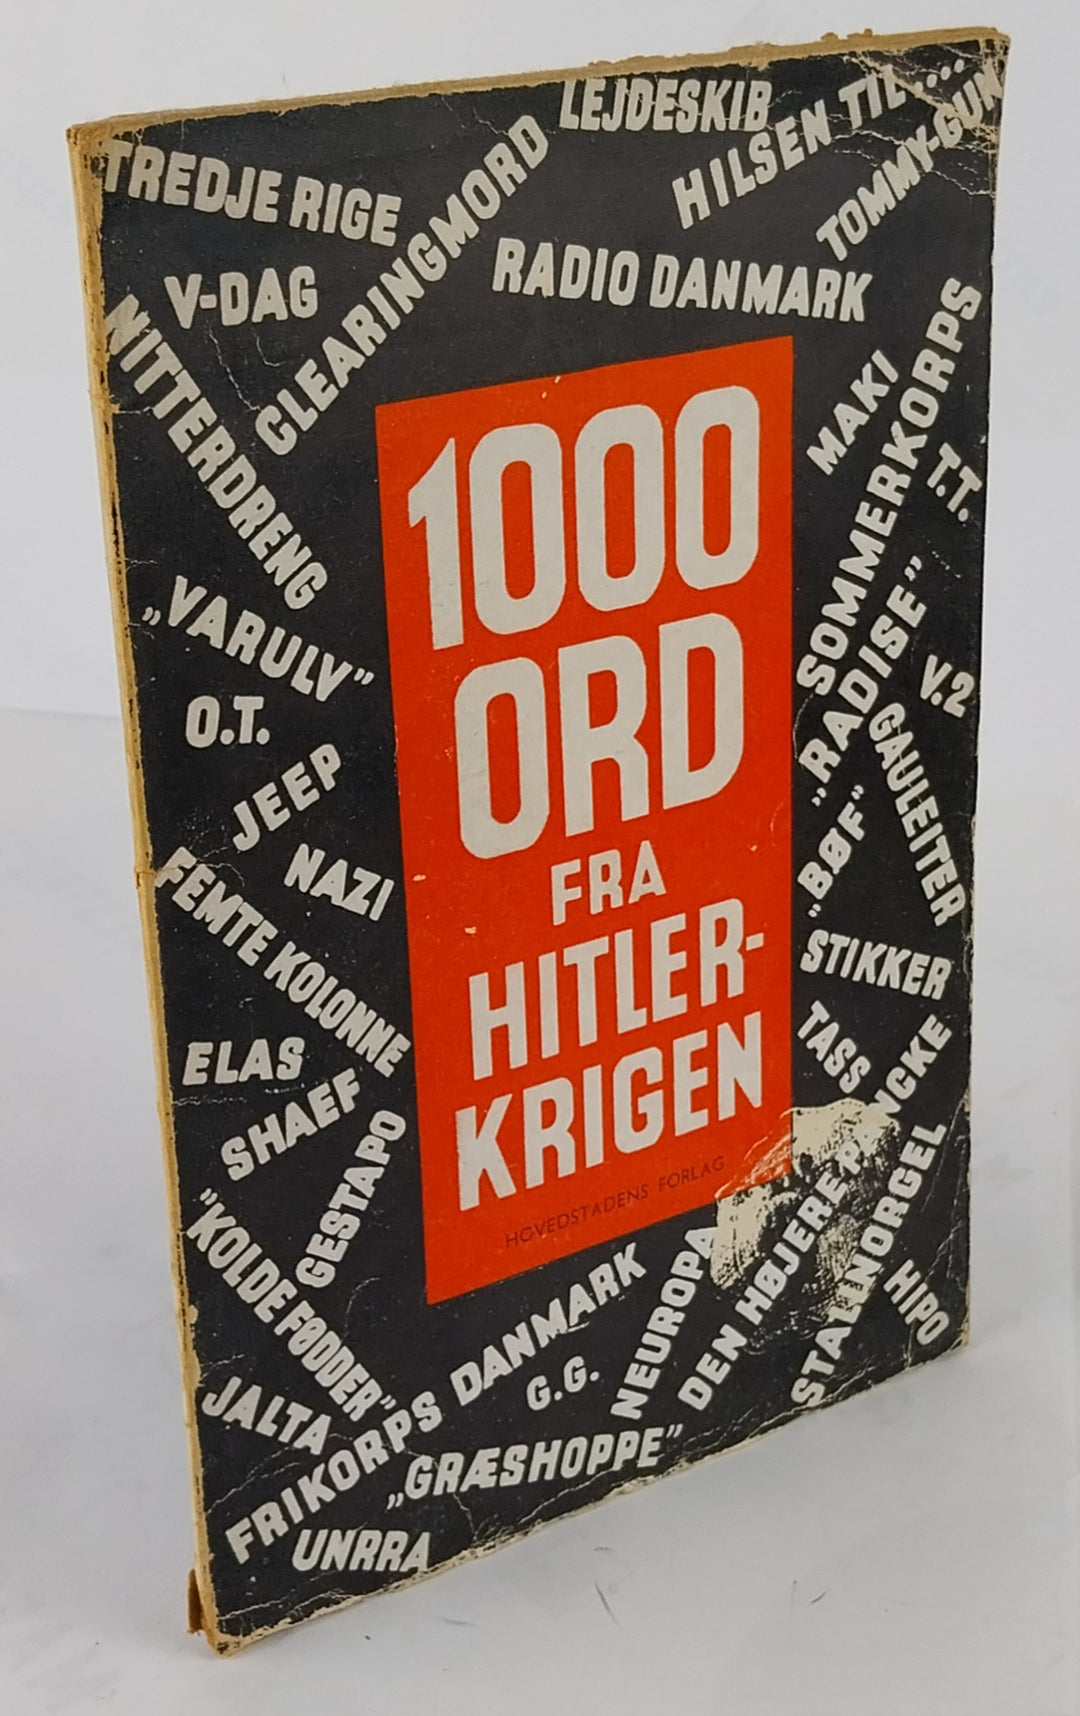 LEJDESKIB
HILSEN TIL....
TOMMY-GUN
TREDJE RIGE
CLEARINGMORD
RADIO DANMARK
V-DAG
NITTERDRENG
MAKI
SOMMERKORPS
T.T.
1000
ORD
FRA
HITLER-
KRIGEN
HOVEDSTADENS FORLAG
„VARULV”
„RADISE”
V.2
O.T.
GAULEITER
JEEP
„BØF”
NAZI
STIKKER
FEMTE KOLONNE
TASS
ELAS
SHAEF
GESTAPO
DEN HØJERE
STALINORGEL
HIPO
"KOLDE FØDDER"
NEUROPA
FRIKORPS DANMARK
G.G.
JALTA
„GRÆSHOPPE”
UNRRA